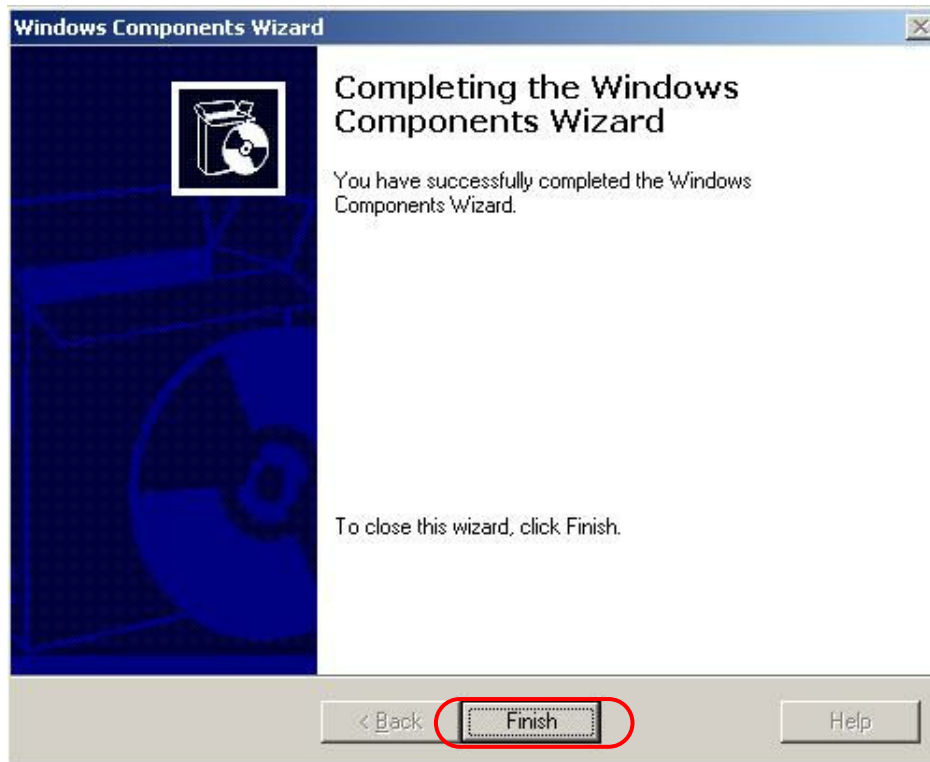 Windows Components Wizard
Completing the Windows
Components Wizard
You have successfully completed the Windows
Components Wizard.
To close this wizard, click Finish.
< Back
Finish
Help